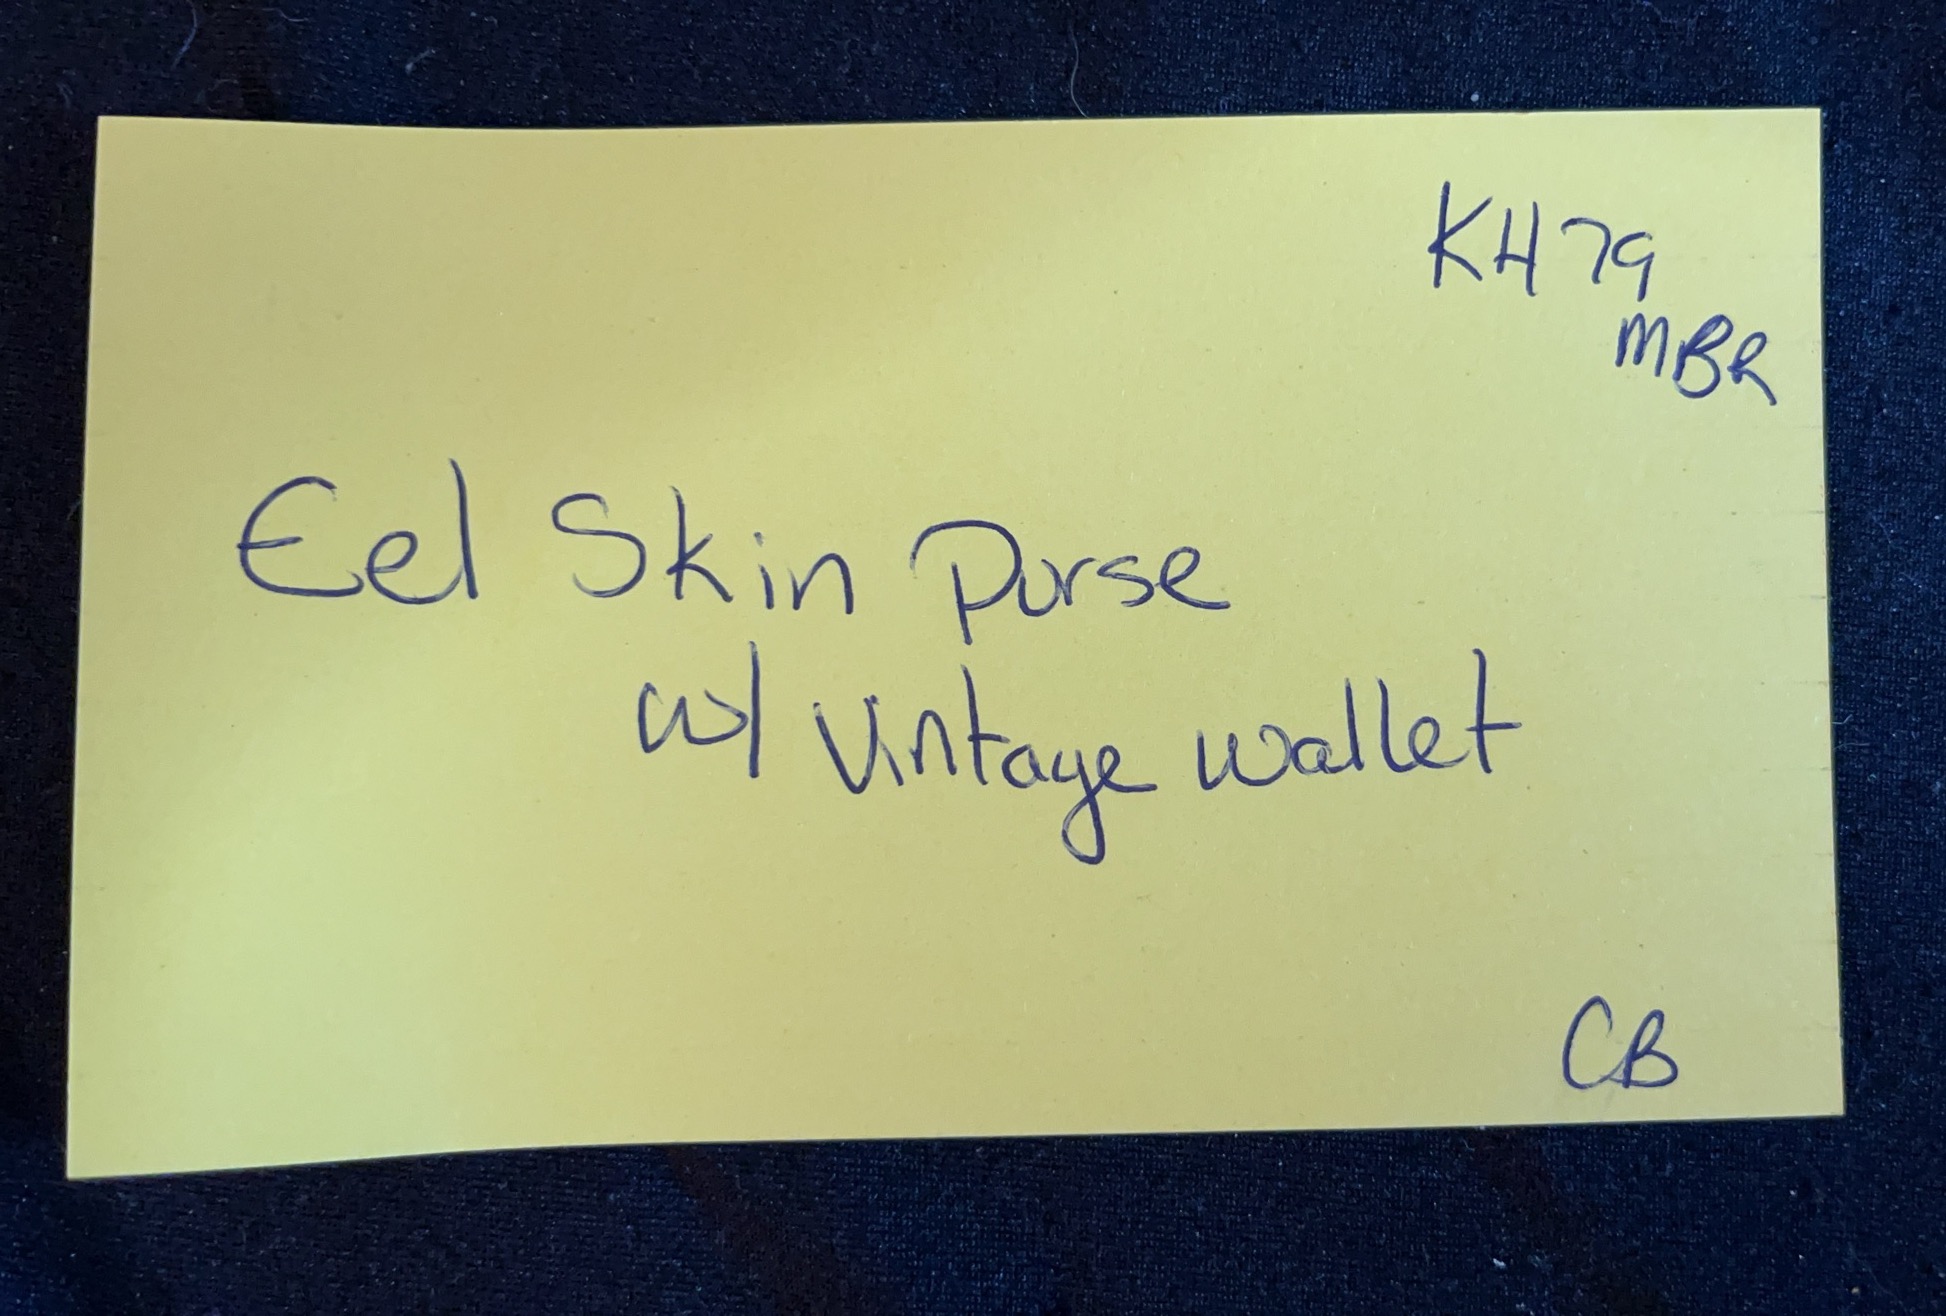 KH79
MBR
Eel Skin Purse
w/ Vintage wallet
CB